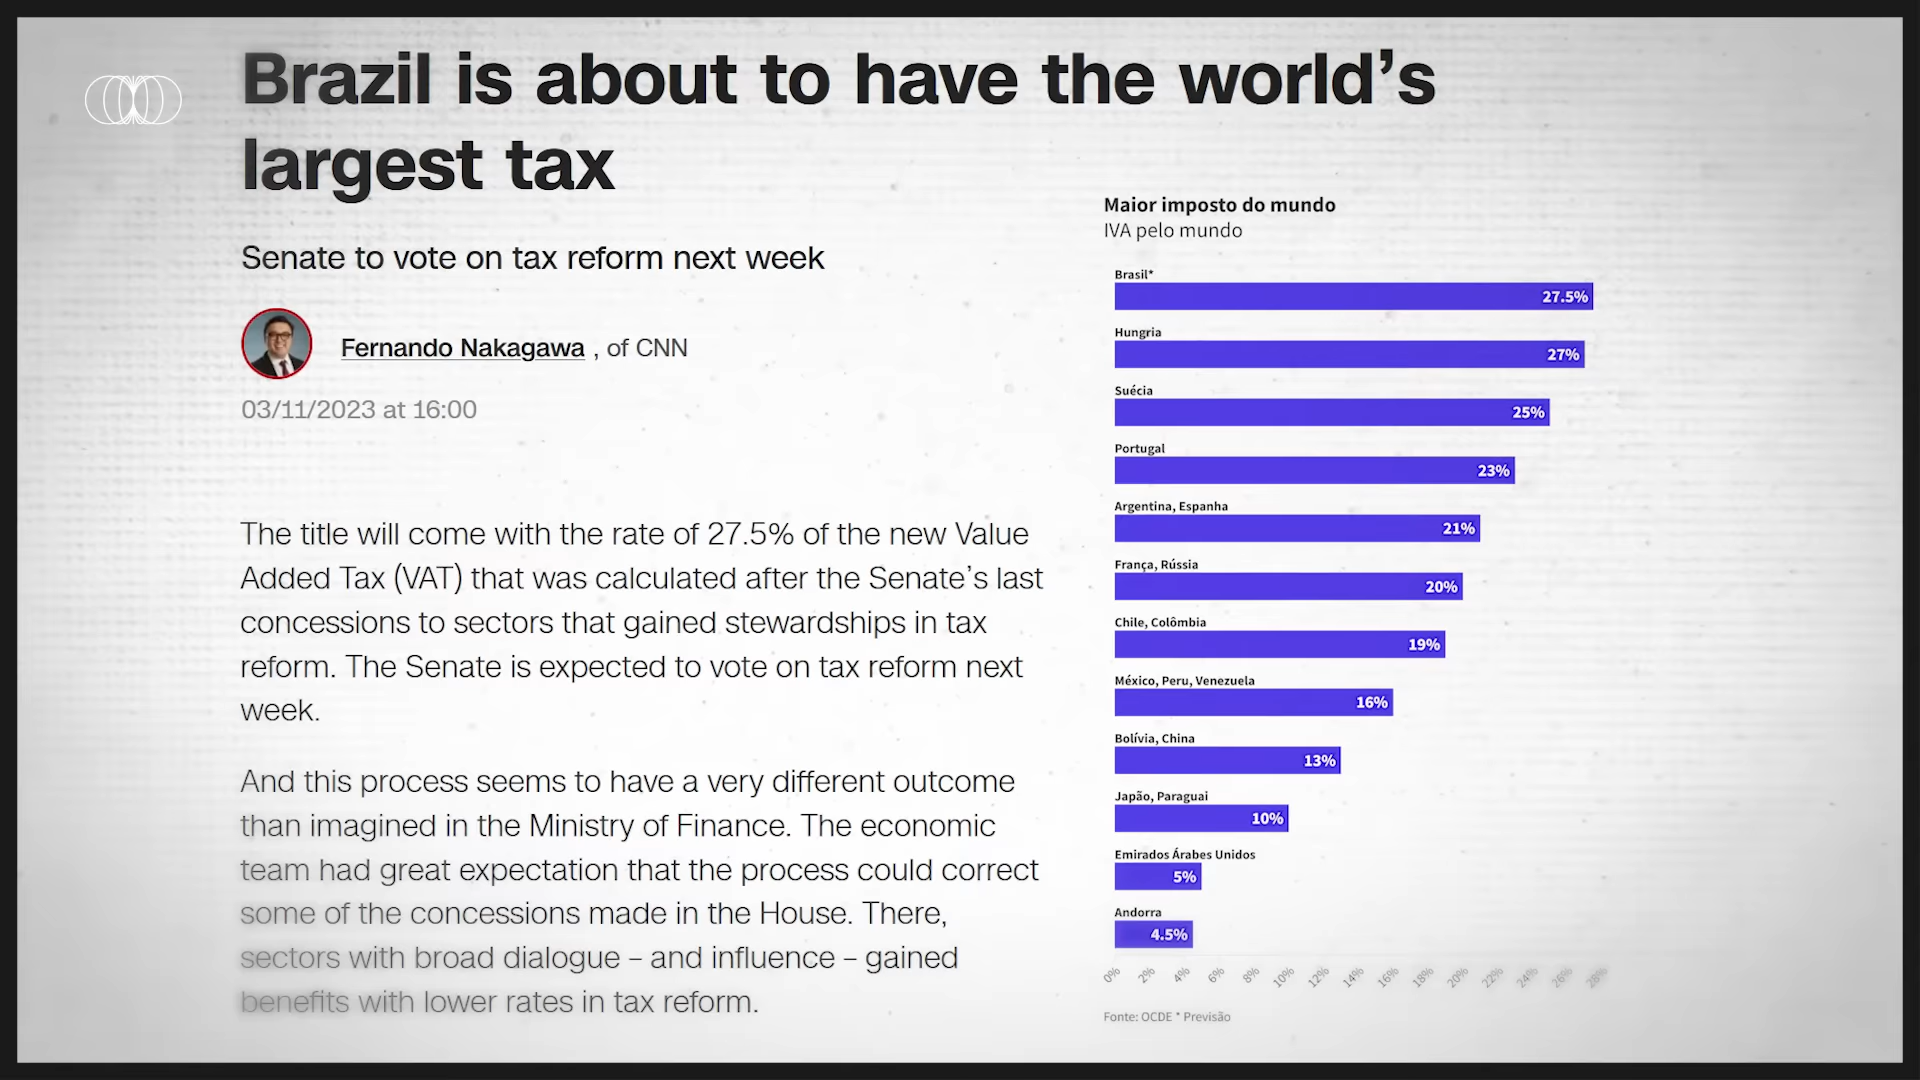 Brazil is about to have the world’s
largest tax
Senate to vote on tax reform next week
Fernando Nakagawa , of CNN
03/11/2023 at 16:00
The title will come with the rate of 27.5% of the new Value
Added Tax (VAT) that was calculated after the Senate’s last
concessions to sectors that gained stewardships in tax
reform. The Senate is expected to vote on tax reform next
week.
And this process seems to have a very different outcome
than imagined in the Ministry of Finance. The economic
team had great expectation that the process could correct
some of the concessions made in the House. There,
sectors with broad dialogue – and influence – gained
benefits with lower rates in tax reform.
Maior imposto do mundo
IVA pelo mundo
Brasil*
27.5%
Hungria
27%
Suécia
25%
Portugal
23%
Argentina, Espanha
21%
França, Rússia
20%
Chile, Colômbia
19%
México, Peru, Venezuela
16%
Bolívia, China
13%
Japão, Paraguai
10%
Emirados Árabes Unidos
5%
Andorra
4.5%
0% 2% 4% 6% 8% 10% 12% 14% 16% 18% 20% 22% 24% 26% 28%
Fonte: OCDE * Previsão